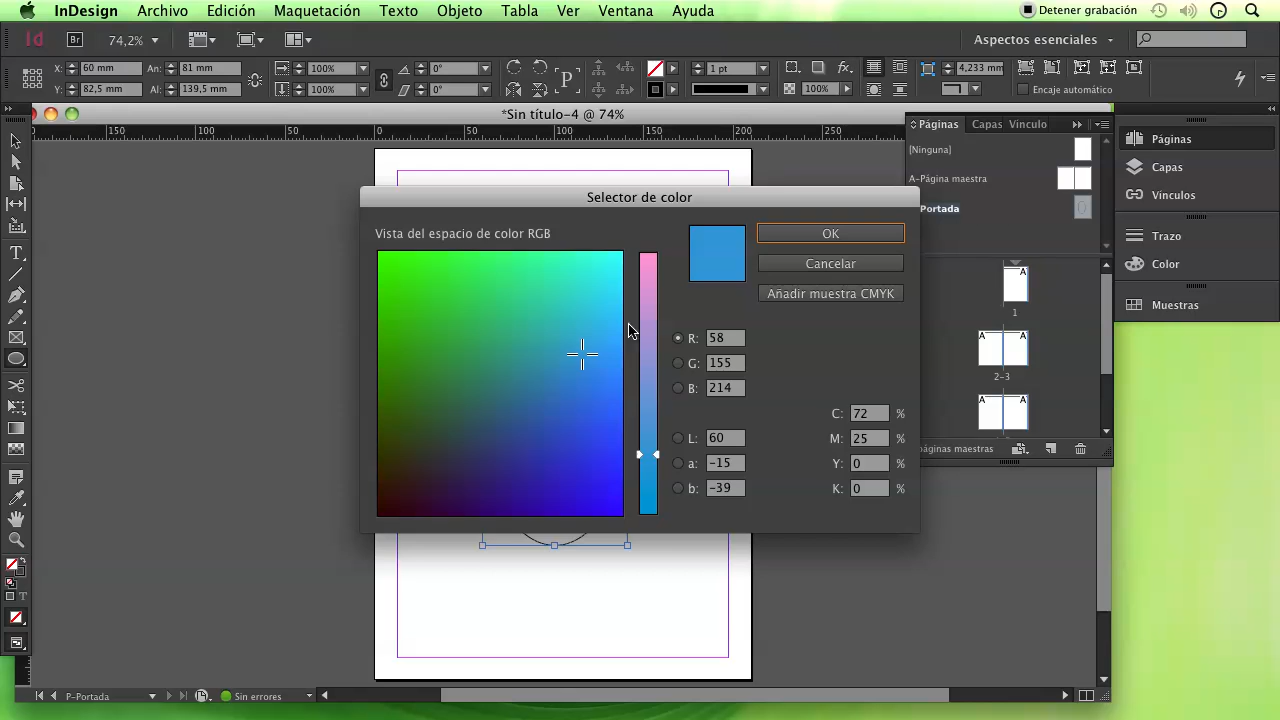 InDesign Archivo Edición Maquetación Texto Objeto Tabla Ver Ventana Ayuda Detener grabación
Id Br 74,2% Aspectos esenciales
X: 60 mm An: 81 mm 100% 0° P fx 1 pt 4,233 mm
Y: 82,5 mm Al: 139,5 mm 100% 0° 100% Encaje automático
*Sin título-4 @ 74%
150 100 50 0 50 100 150 200 250
Páginas Capas Vínculo
[Ninguna]
A-Página maestra
Portada
A
1
A A
2-3
A A
páginas maestras
Páginas
Capas
Vínculos
Trazo
Color
Muestras
Selector de color
Vista del espacio de color RGB
OK
Cancelar
Añadir muestra CMYK
R: 58
G: 155
B: 214
C: 72 %
L: 60 M: 25 %
a: -15 Y: 0 %
b: -39 K: 0 %
T
T
P-Portada Sin errores